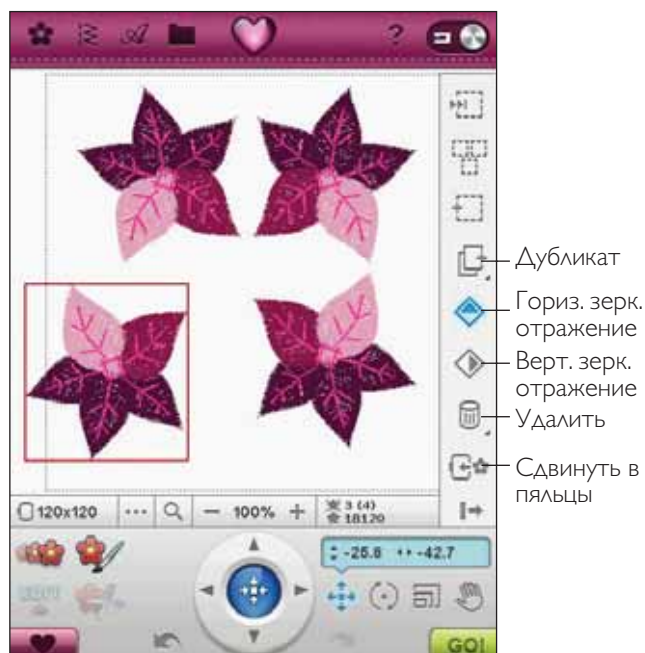 ?
Дубликат
Гориз. зерк.
отражение
Верт. зерк.
отражение
Удалить
Сдвинуть в
пяльцы
120x120 ... − 100% + 3 (4)
18120
-25.8 -42.7
GO!